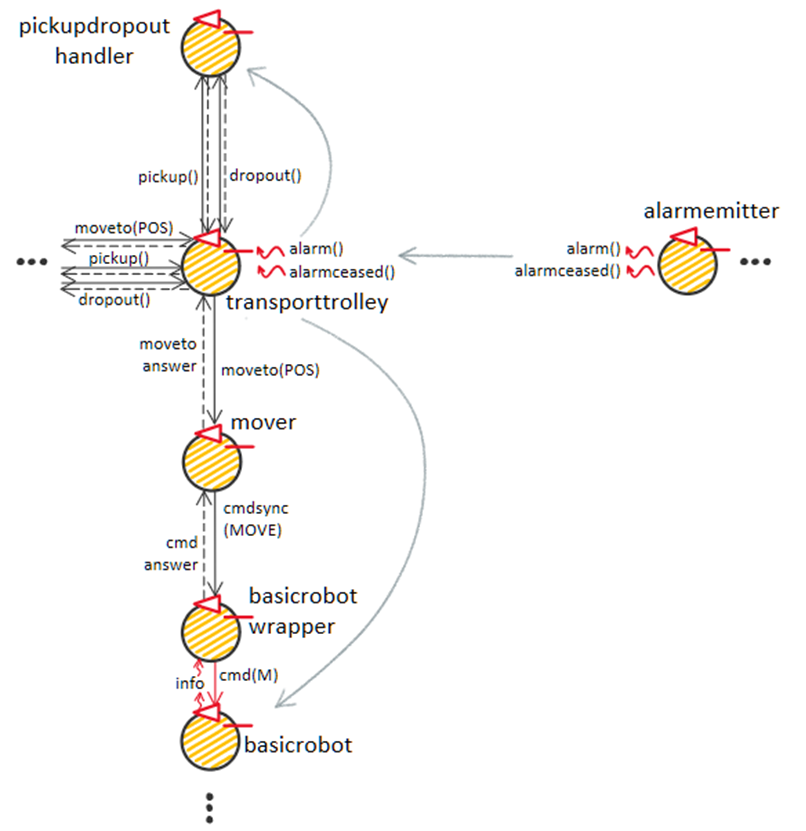 pickupdropout
handler
pickup()
dropout()
moveto(POS)
pickup()
dropout()
alarm()
alarmceased()
transporttrolley
alarmemitter
alarm()
alarmceased()
moveto
answer
moveto(POS)
mover
cmdsync
(MOVE)
cmd
answer
basicrobot
wrapper
info
cmd(M)
basicrobot